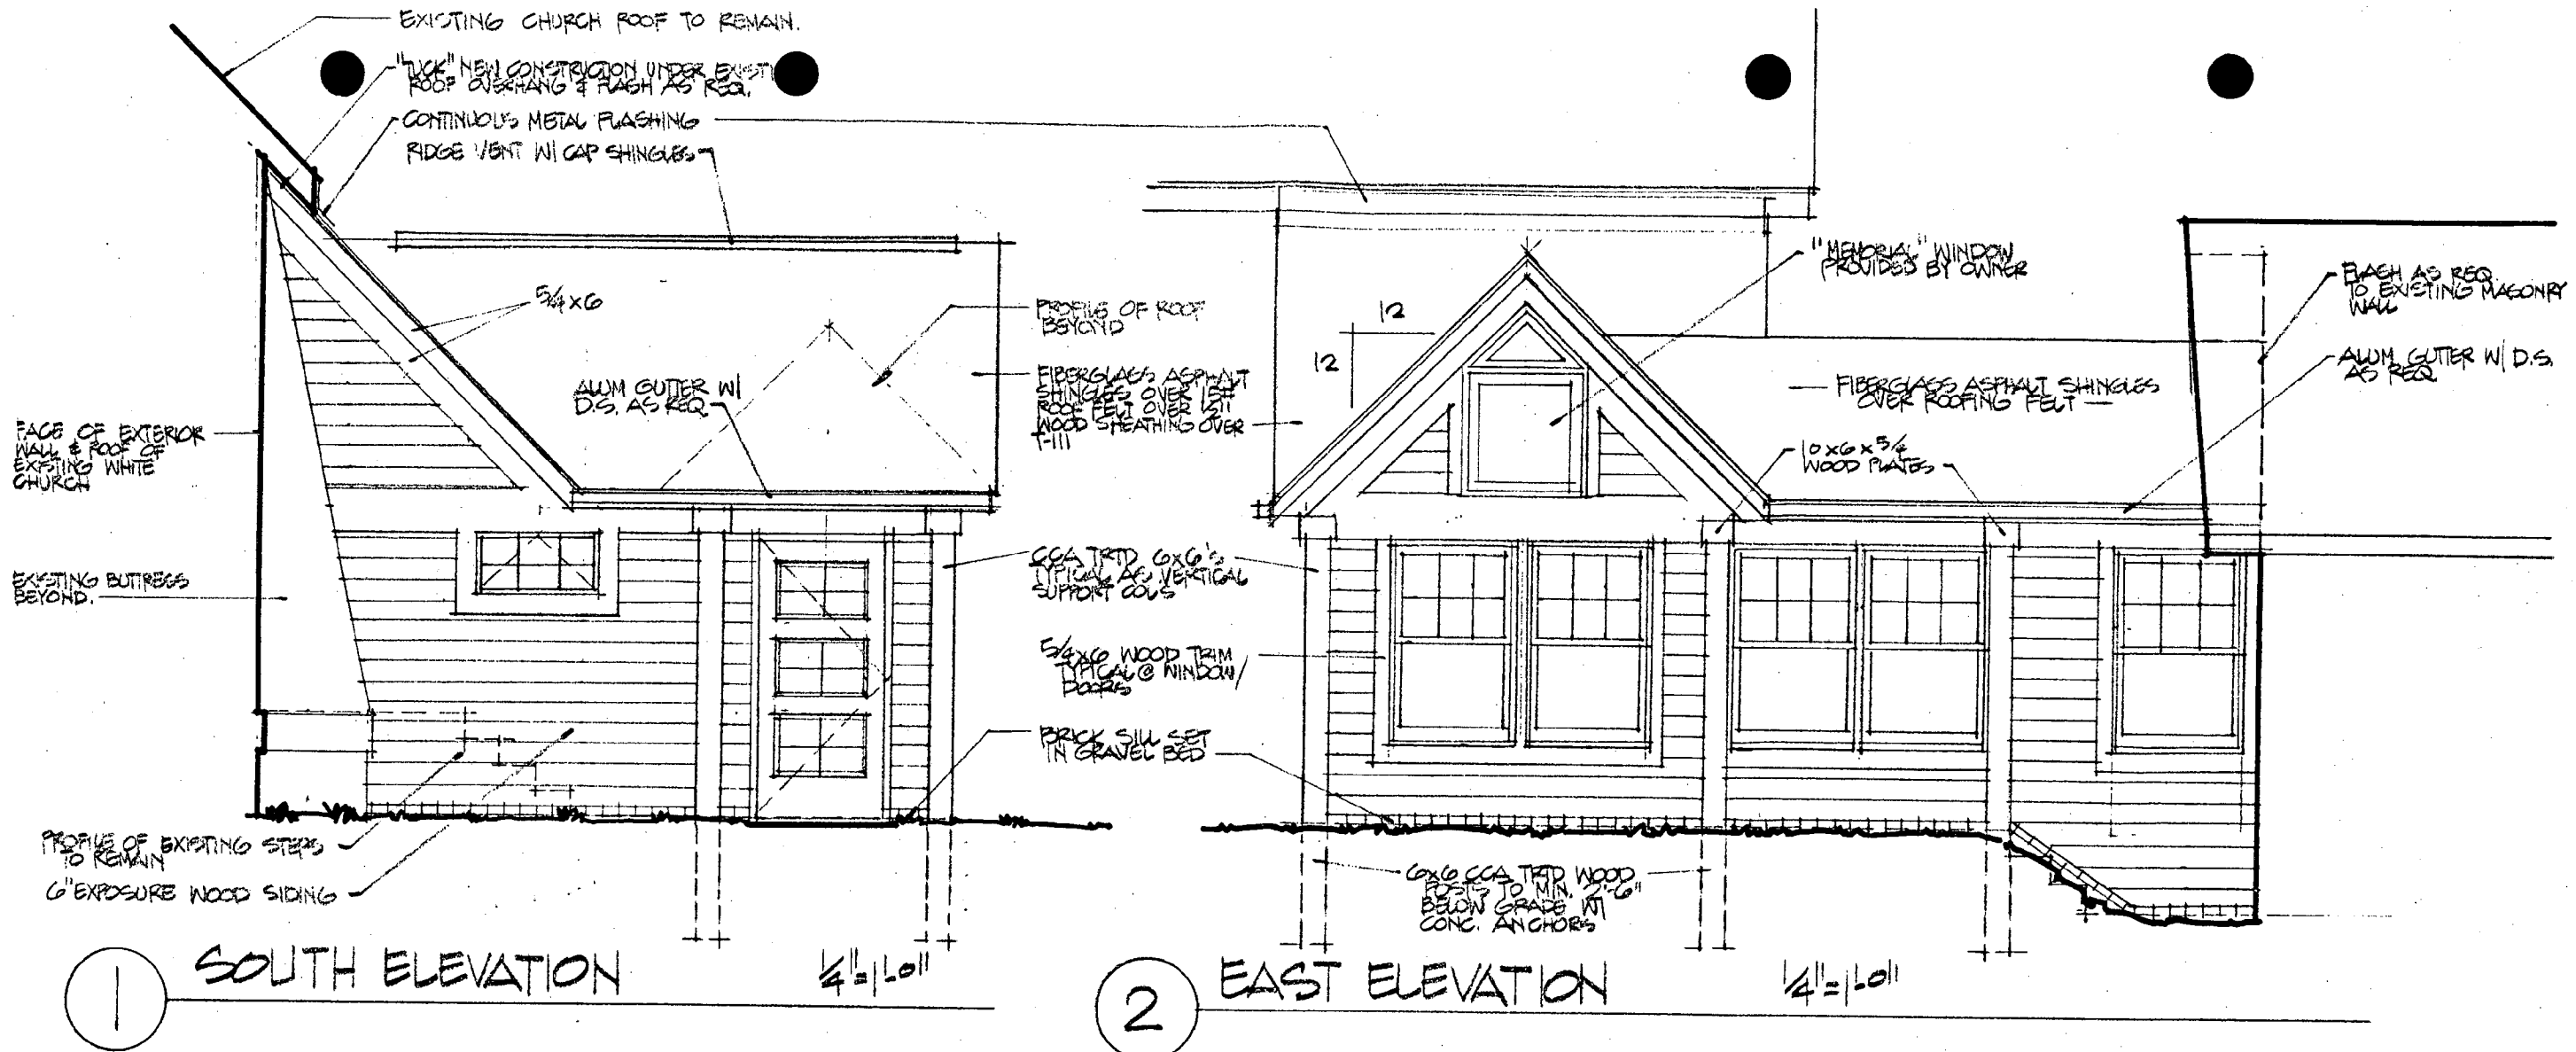 EXISTING CHURCH ROOF TO REMAIN.
"TUCK" NEW CONSTRUCTION UNDER
ROOF OVERHANG & FLASH AS REQ.
CONTINUOUS METAL FLASHING
RIDGE VENT W/ CAP SHINGLES
5/4x6
PROFILE OF ROOF
BEYOND
ALUM GUTTER W/
D.S. AS REQ.
FIBERGLASS ASPHALT
SHINGLES OVER 15#
ROOF FELT OVER
WOOD SHEATHING OVER
T-111
FACE OF EXTERIOR
WALL & ROOF OF
EXISTING WHITE
CHURCH
EXISTING BUTTRESS
BEYOND.
CCA TRTD 6x6's
TYPICAL AS VERTICAL
SUPPORT COLS
5/4x6 WOOD TRIM
TYPICAL @ WINDOW/
DOORS
BRICK SILL SET
IN GRAVEL BED
PROFILE OF EXISTING STEPS
TO REMAIN
6" EXPOSURE WOOD SIDING
1
SOUTH ELEVATION
1/4"=1'-0"
"MEMORIAL" WINDOW
PROVIDED BY OWNER
12
12
FLASH AS REQ.
TO EXISTING MASONRY
WALL
ALUM. GUTTER W/ D.S.
AS REQ.
FIBERGLASS ASPHALT SHINGLES
OVER ROOFING FELT
10x6x5/4
WOOD PLATES
6x6 CCA TRTD WOOD
POSTS TO MIN. 2'-6"
BELOW GRADE W/
CONC. ANCHORS
2
EAST ELEVATION
1/4"=1'-0"